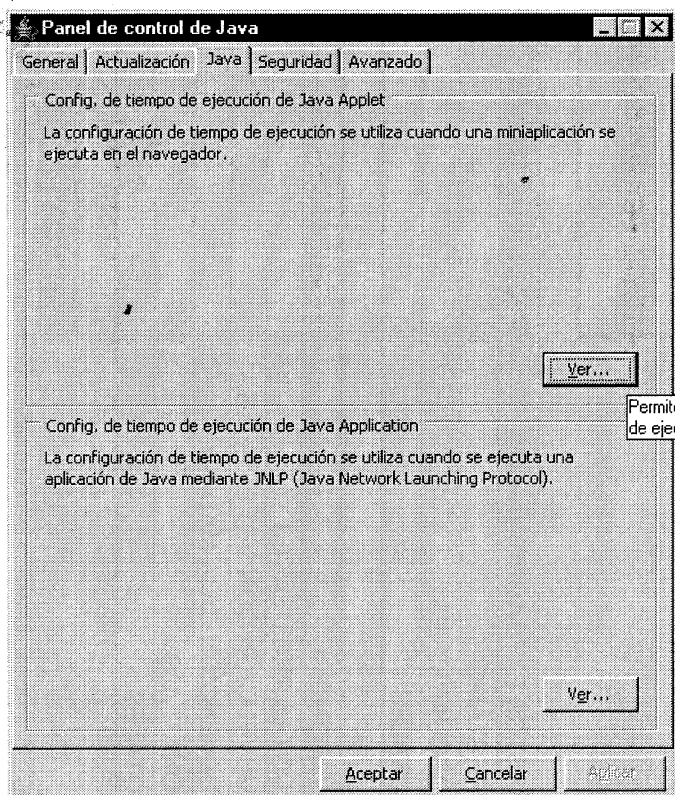 Panel de control de Java
General Actualización Java Seguridad Avanzado
Config. de tiempo de ejecución de Java Applet
La configuración de tiempo de ejecución se utiliza cuando una miniaplicación se
ejecuta en el navegador.
Ver...
Permite
de eje
Config. de tiempo de ejecución de Java Application
La configuración de tiempo de ejecución se utiliza cuando se ejecuta una
aplicación de Java mediante JNLP (Java Network Launching Protocol).
Ver...
Aceptar Cancelar Aplicar